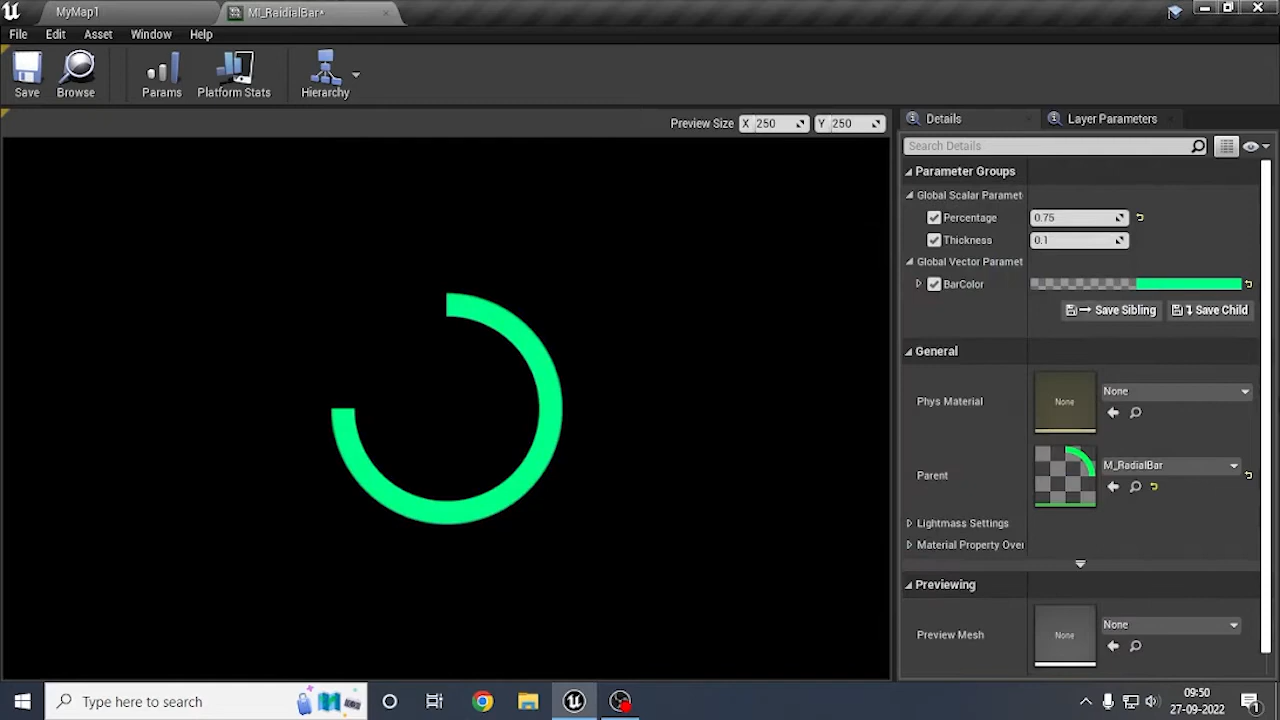 MyMap1
MI_RaidialBar*
File Edit Asset Window Help
Save Browse Params Platform Stats Hierarchy
Preview Size X 250 Y 250
Details Layer Parameters
Search Details
Parameter Groups
Global Scalar Paramet
Percentage 0.75
Thickness 0.1
Global Vector Paramet
BarColor
Save Sibling Save Child
General
Phys Material None None
Parent M_RadialBar
Lightmass Settings
Material Property Over
Previewing
Preview Mesh None None
Type here to search
09:50
27-09-2022
1